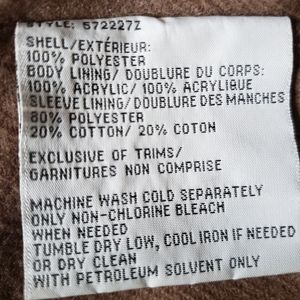 STYLE: 572227Z
SHELL/EXTÉRIEUR:
100% POLYESTER
BODY LINING/ DOUBLURE DU CORPS:
100% ACRYLIC/ 100% ACRYLIQUE
SLEEVE LINING/ DOUBLURE DES MANCHES
80% POLYESTER
20% COTTON/ 20% COTON
EXCLUSIVE OF TRIMS/
GARNITURES NON COMPRISE
MACHINE WASH COLD SEPARATELY
ONLY NON-CHLORINE BLEACH
WHEN NEEDED
TUMBLE DRY LOW, COOL IRON IF NEEDED
OR DRY CLEAN
WITH PETROLEUM SOLVENT ONLY